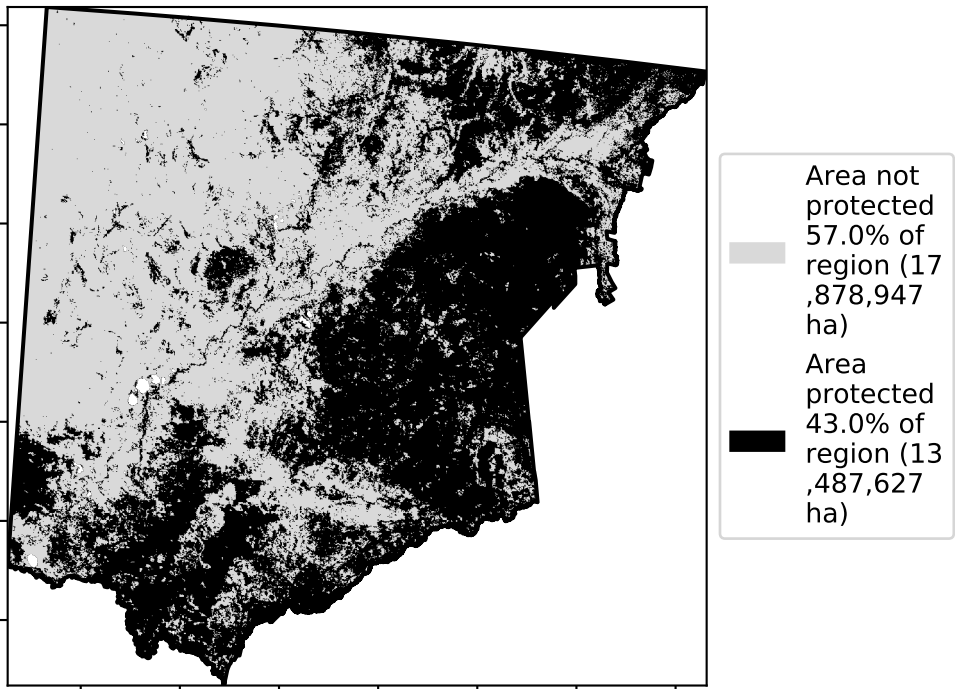 Area not
protected
57.0% of
region (17
,878,947
ha)
Area
protected
43.0% of
region (13
,487,627
ha)